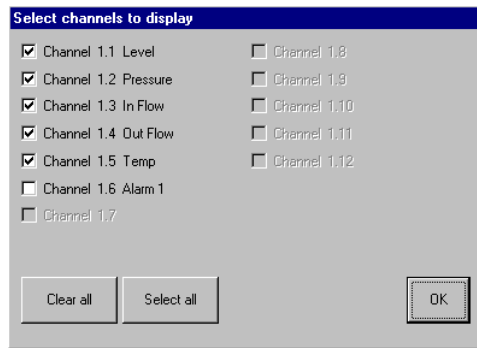 Select channels to display
Channel 1.1 Level
Channel 1.2 Pressure
Channel 1.3 In Flow
Channel 1.4 Out Flow
Channel 1.5 Temp
Channel 1.6 Alarm 1
Channel 1.7
Channel 1.8
Channel 1.9
Channel 1.10
Channel 1.11
Channel 1.12
Clear all
Select all
OK